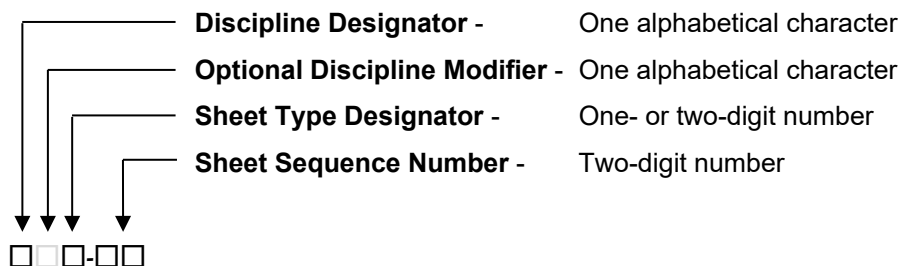 Discipline Designator - One alphabetical character
Optional Discipline Modifier - One alphabetical character
Sheet Type Designator - One- or two-digit number
Sheet Sequence Number - Two-digit number
□□□-□□